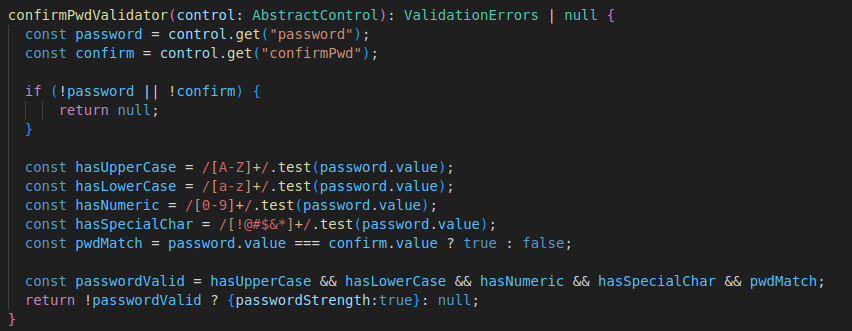 confirmPwdValidator(control: AbstractControl): ValidationErrors | null {
const password = control.get("password");
const confirm = control.get("confirmPwd");
if (!password || !confirm) {
return null;
}
const hasUpperCase = /[A-Z]+/.test(password.value);
const hasLowerCase = /[a-z]+/.test(password.value);
const hasNumeric = /[0-9]+/.test(password.value);
const hasSpecialChar = /[!@#$&*]+/.test(password.value);
const pwdMatch = password.value === confirm.value ? true : false;
const passwordValid = hasUpperCase && hasLowerCase && hasNumeric && hasSpecialChar && pwdMatch;
return !passwordValid ? {passwordStrength:true}: null;
}